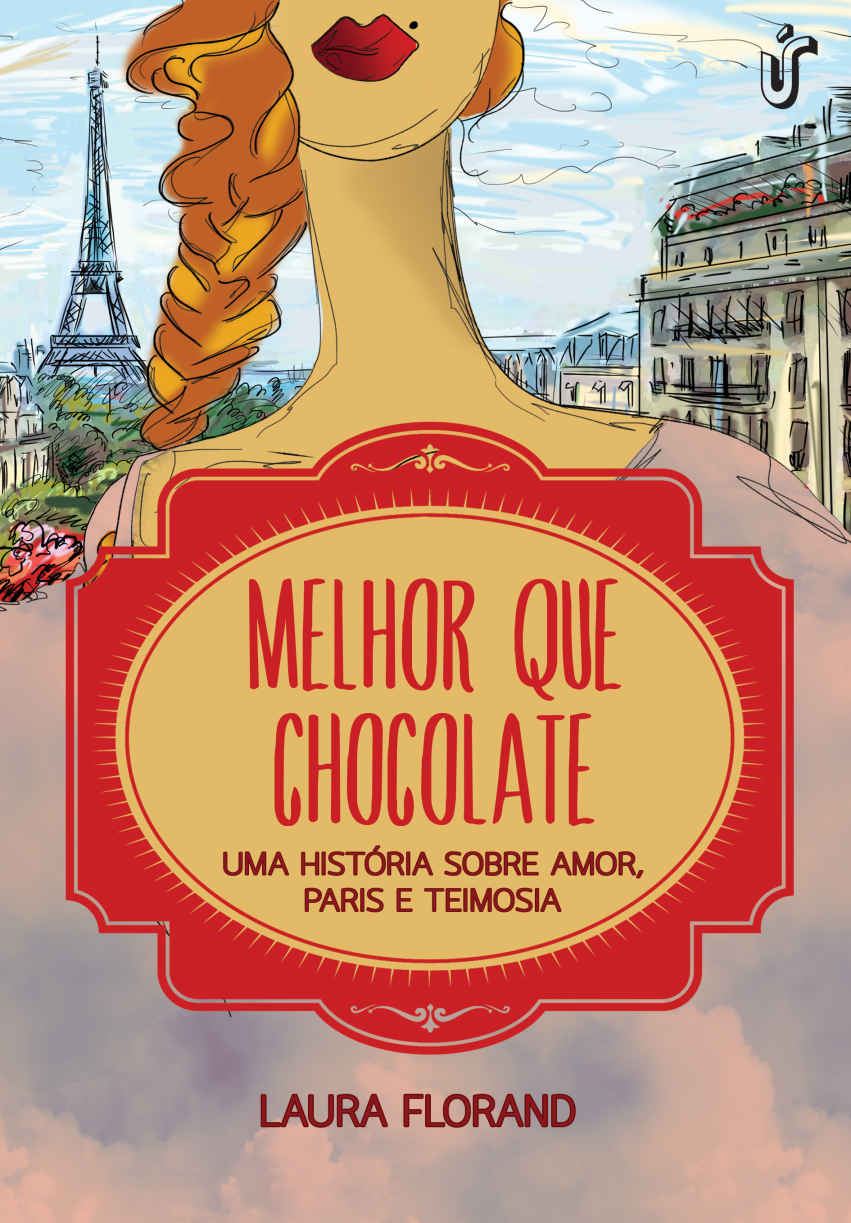 MELHOR QUE
CHOCOLATE
UMA HISTÓRIA SOBRE AMOR,
PARIS E TEIMOSIA
LAURA FLORAND